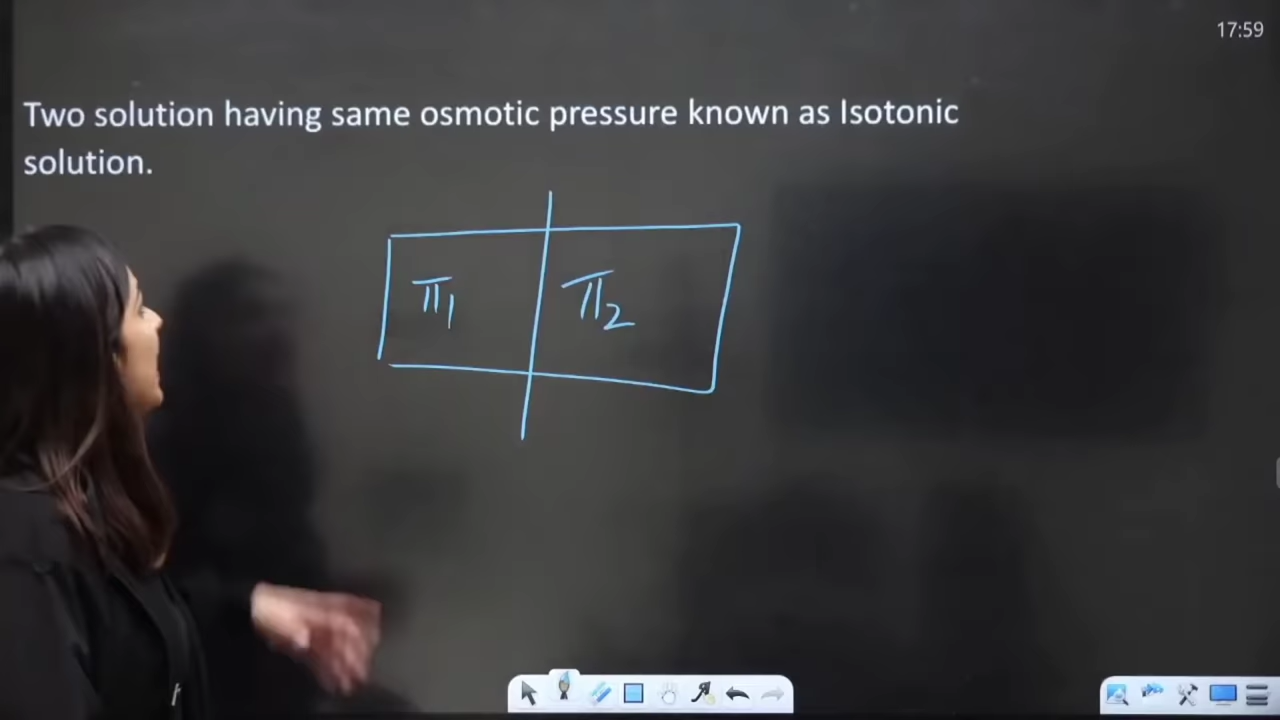 17:59
Two solution having same osmotic pressure known as Isotonic
solution.
π1 π2